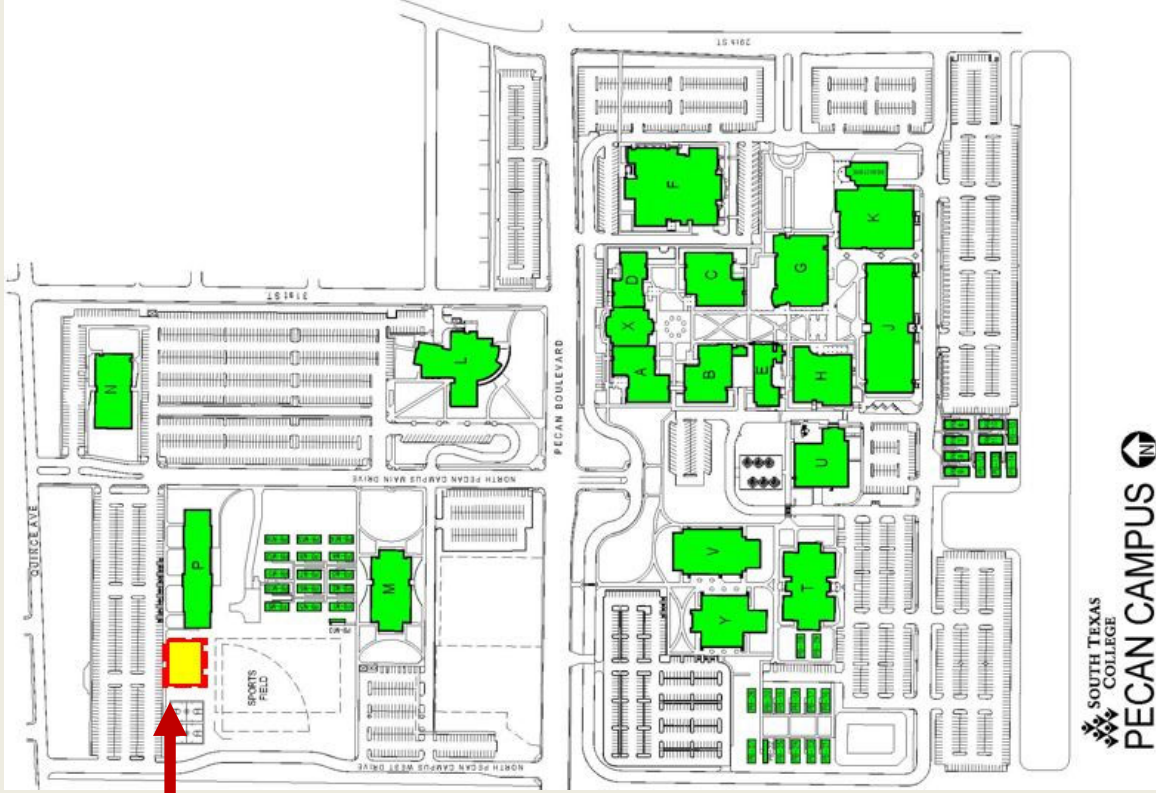 29th ST
31st ST
QUINCE AVE
PECAN BOULEVARD
NORTH PECAN CAMPUS MAIN DRIVE
NORTH PECAN CAMPUS WEST DRIVE
SPORTS
FIELD
N
L
P
M
F
D
X
A
C
B
E
G
H
K
J
U
V
Y
T
SOUTH TEXAS
COLLEGE
PECAN CAMPUS
N